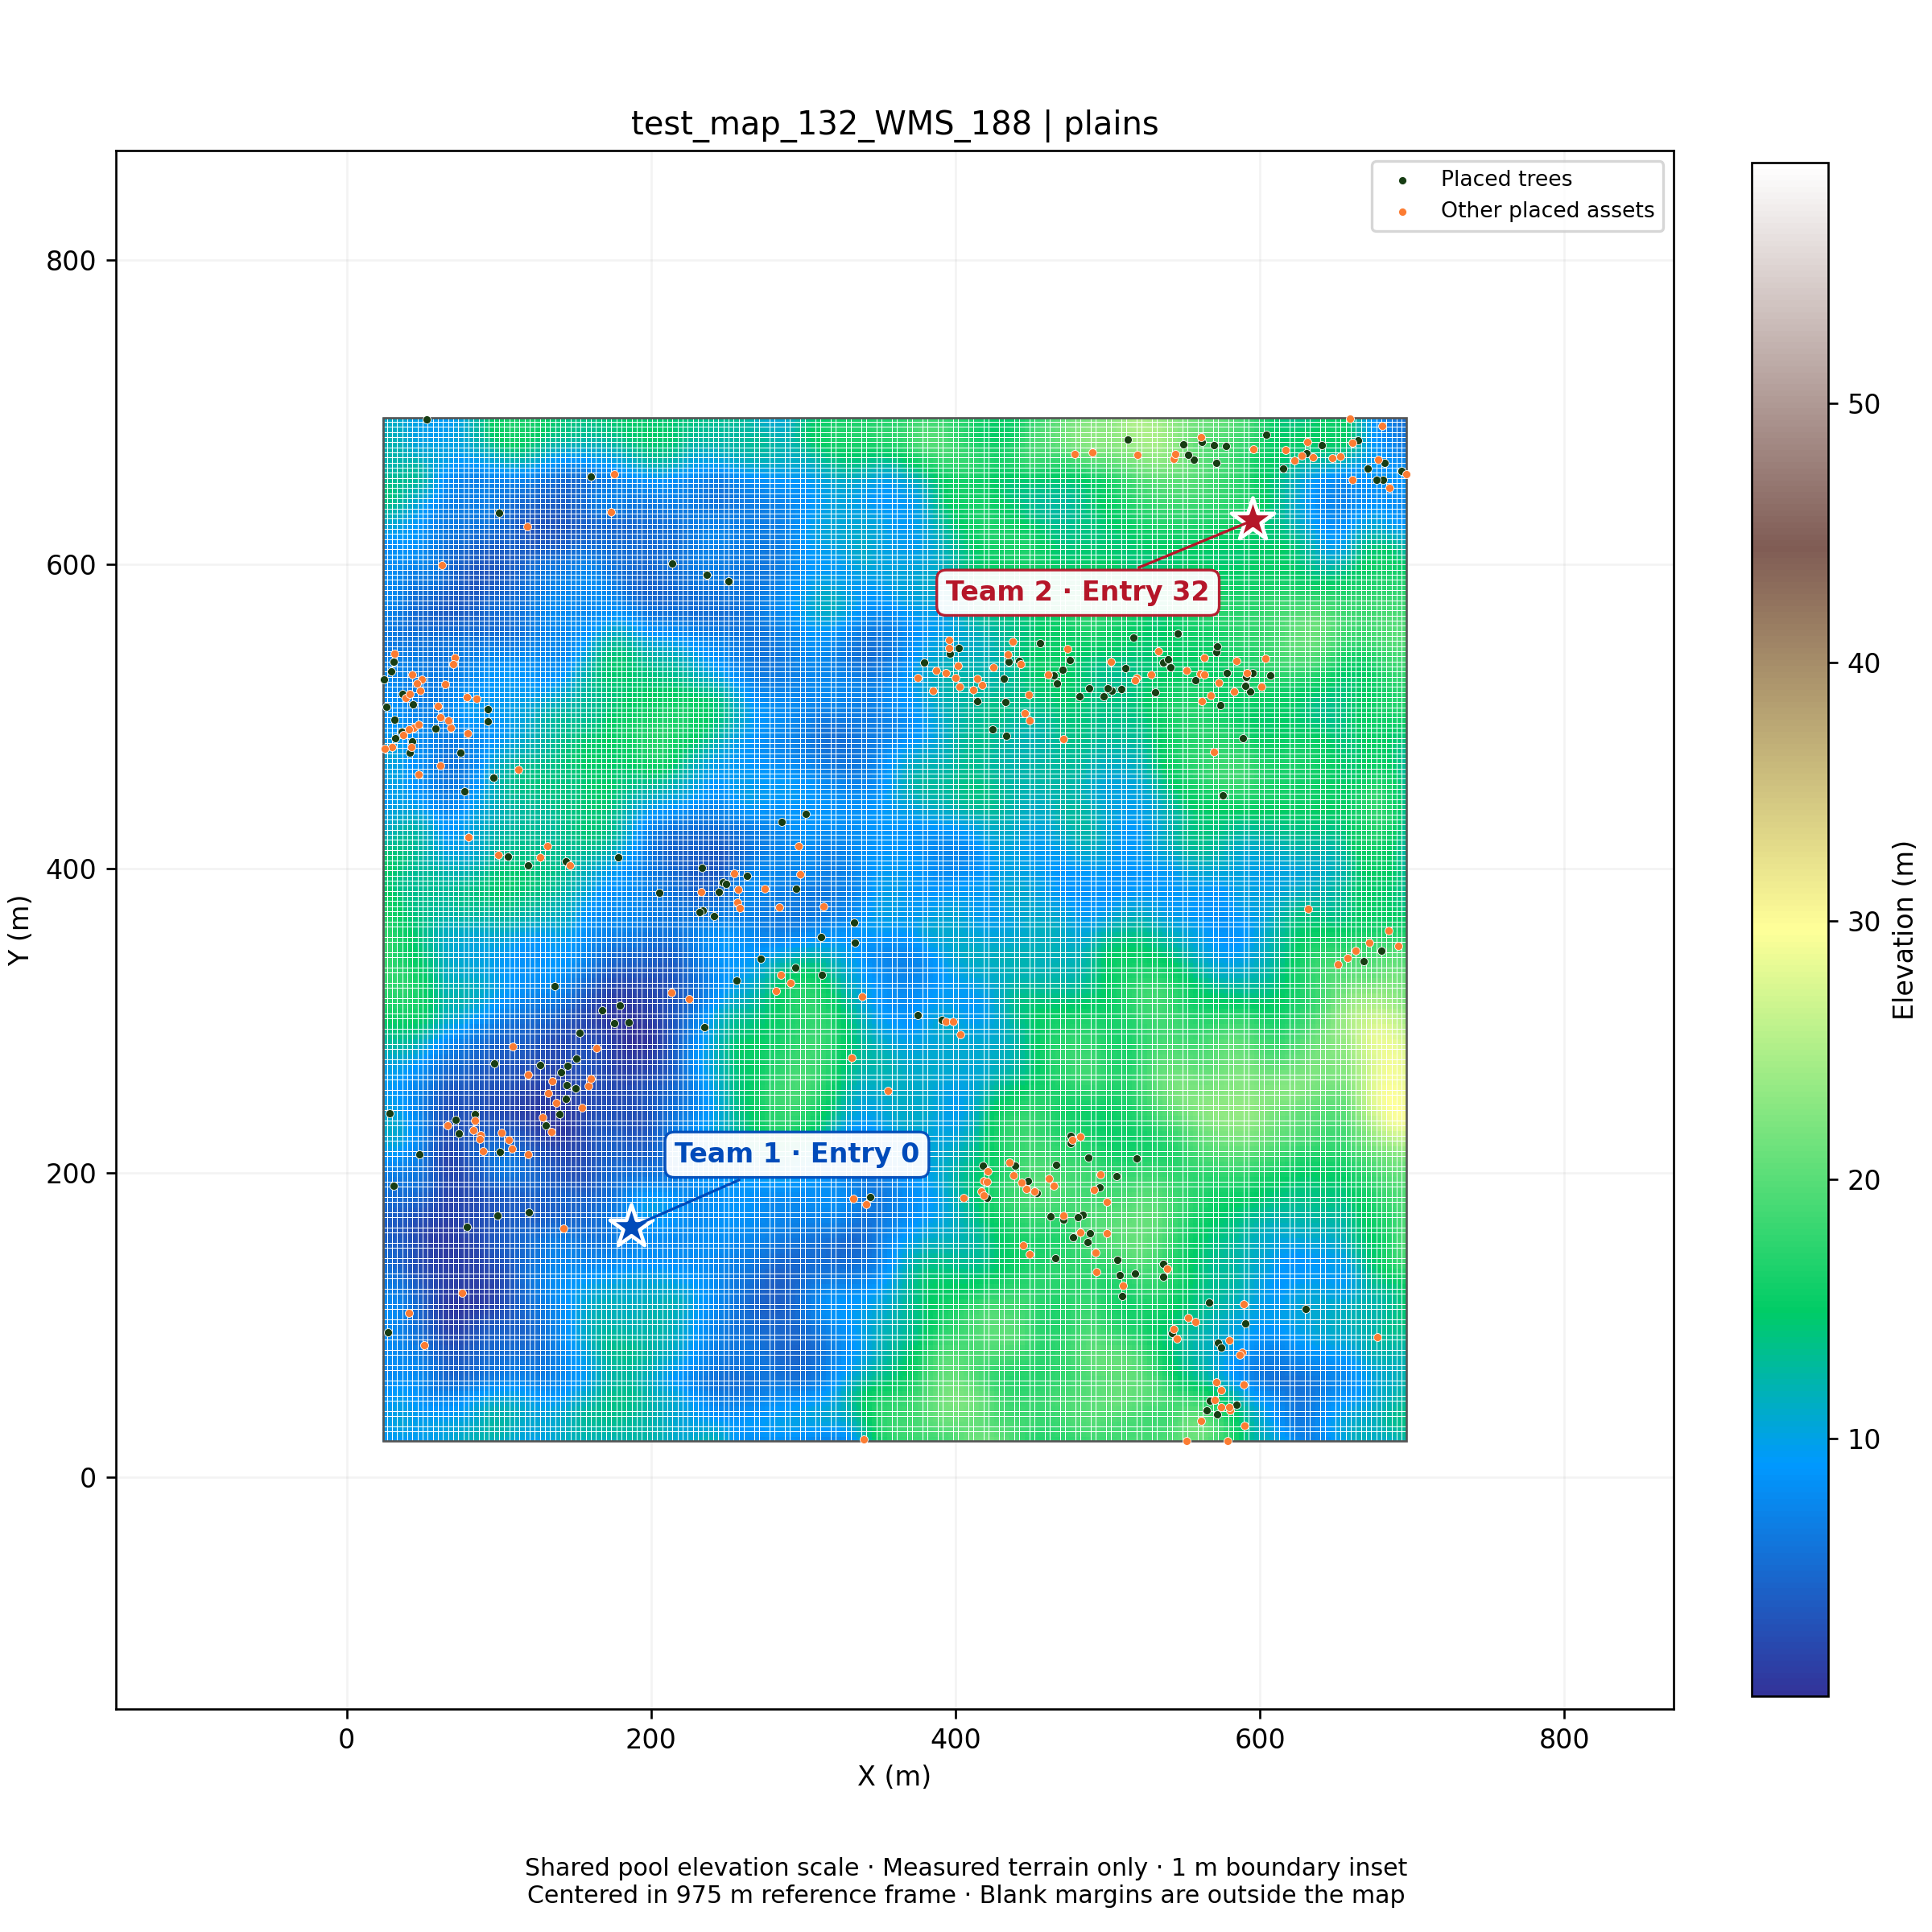 test_map_132_WMS_188 | plains
Placed trees
Other placed assets
800
600
400
200
0
Y (m)
Team 2 · Entry 32
Team 1 · Entry 0
0
200
400
600
800
X (m)
50
40
30
20
10
Elevation (m)
Shared pool elevation scale · Measured terrain only · 1 m boundary inset
Centered in 975 m reference frame · Blank margins are outside the map